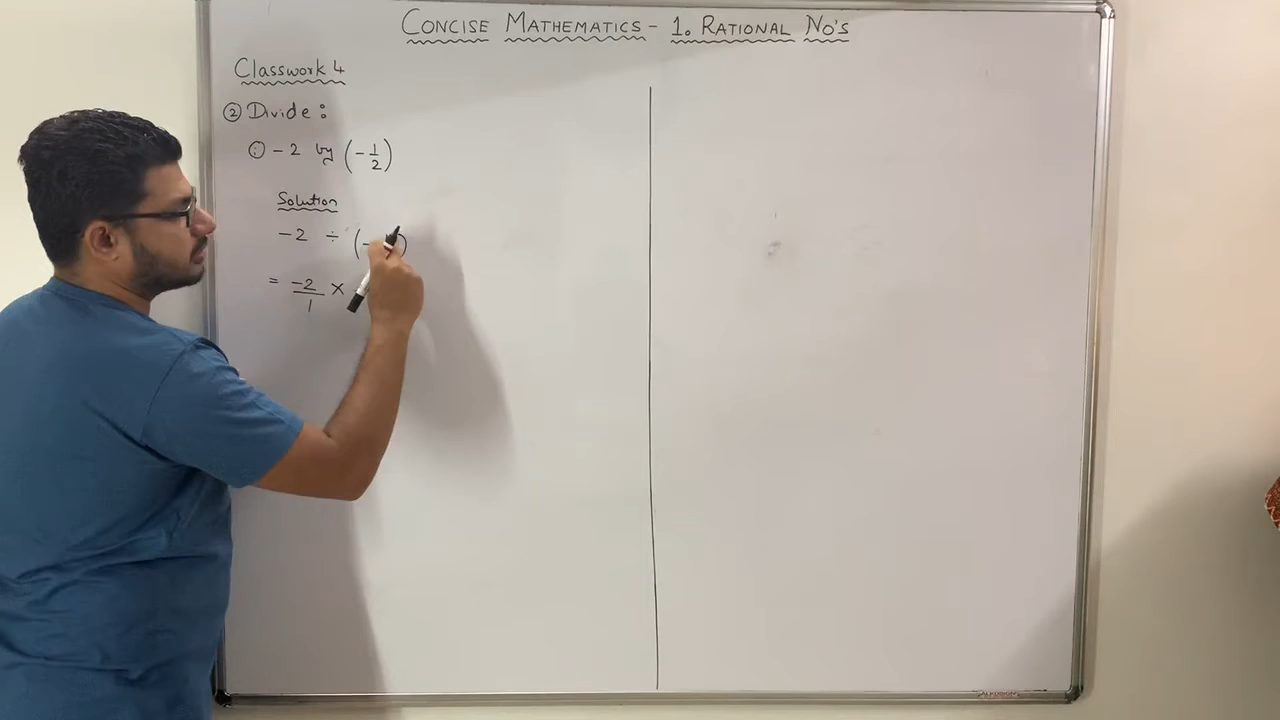 CONCISE MATHEMATICS - 1. RATIONAL NO'S
Classwork 4
② Divide :
ⓘ -2 by (-1/2)
Solution
-2 ÷ (-
= -2/1 ×